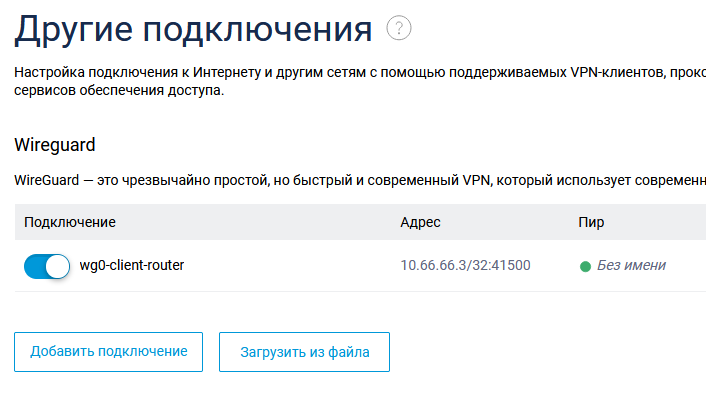 Другие подключения ?
Настройка подключения к Интернету и другим сетям с помощью поддерживаемых VPN-клиентов, прокс
сервисов обеспечения доступа.
Wireguard
WireGuard — это чрезвычайно простой, но быстрый и современный VPN, который использует современн
Подключение Адрес Пир
wg0-client-router 10.66.66.3/32:41500 Без имени
Добавить подключение Загрузить из файла